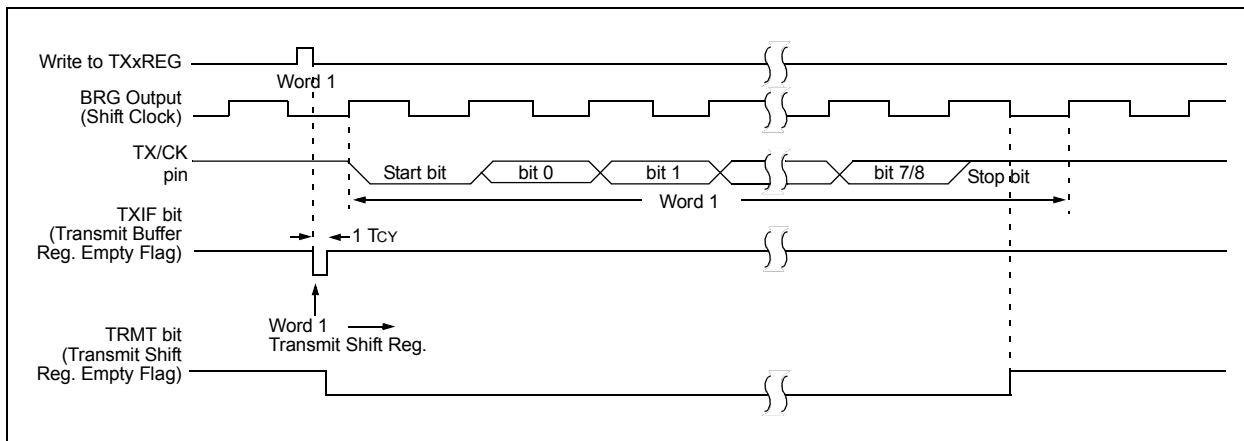 Write to TXxREG
Word 1
BRG Output
(Shift Clock)
TX/CK
pin
Start bit
bit 0
bit 1
bit 7/8
Stop bit
Word 1
TXIF bit
(Transmit Buffer
Reg. Empty Flag)
1 TCY
Word 1
Transmit Shift Reg.
TRMT bit
(Transmit Shift
Reg. Empty Flag)